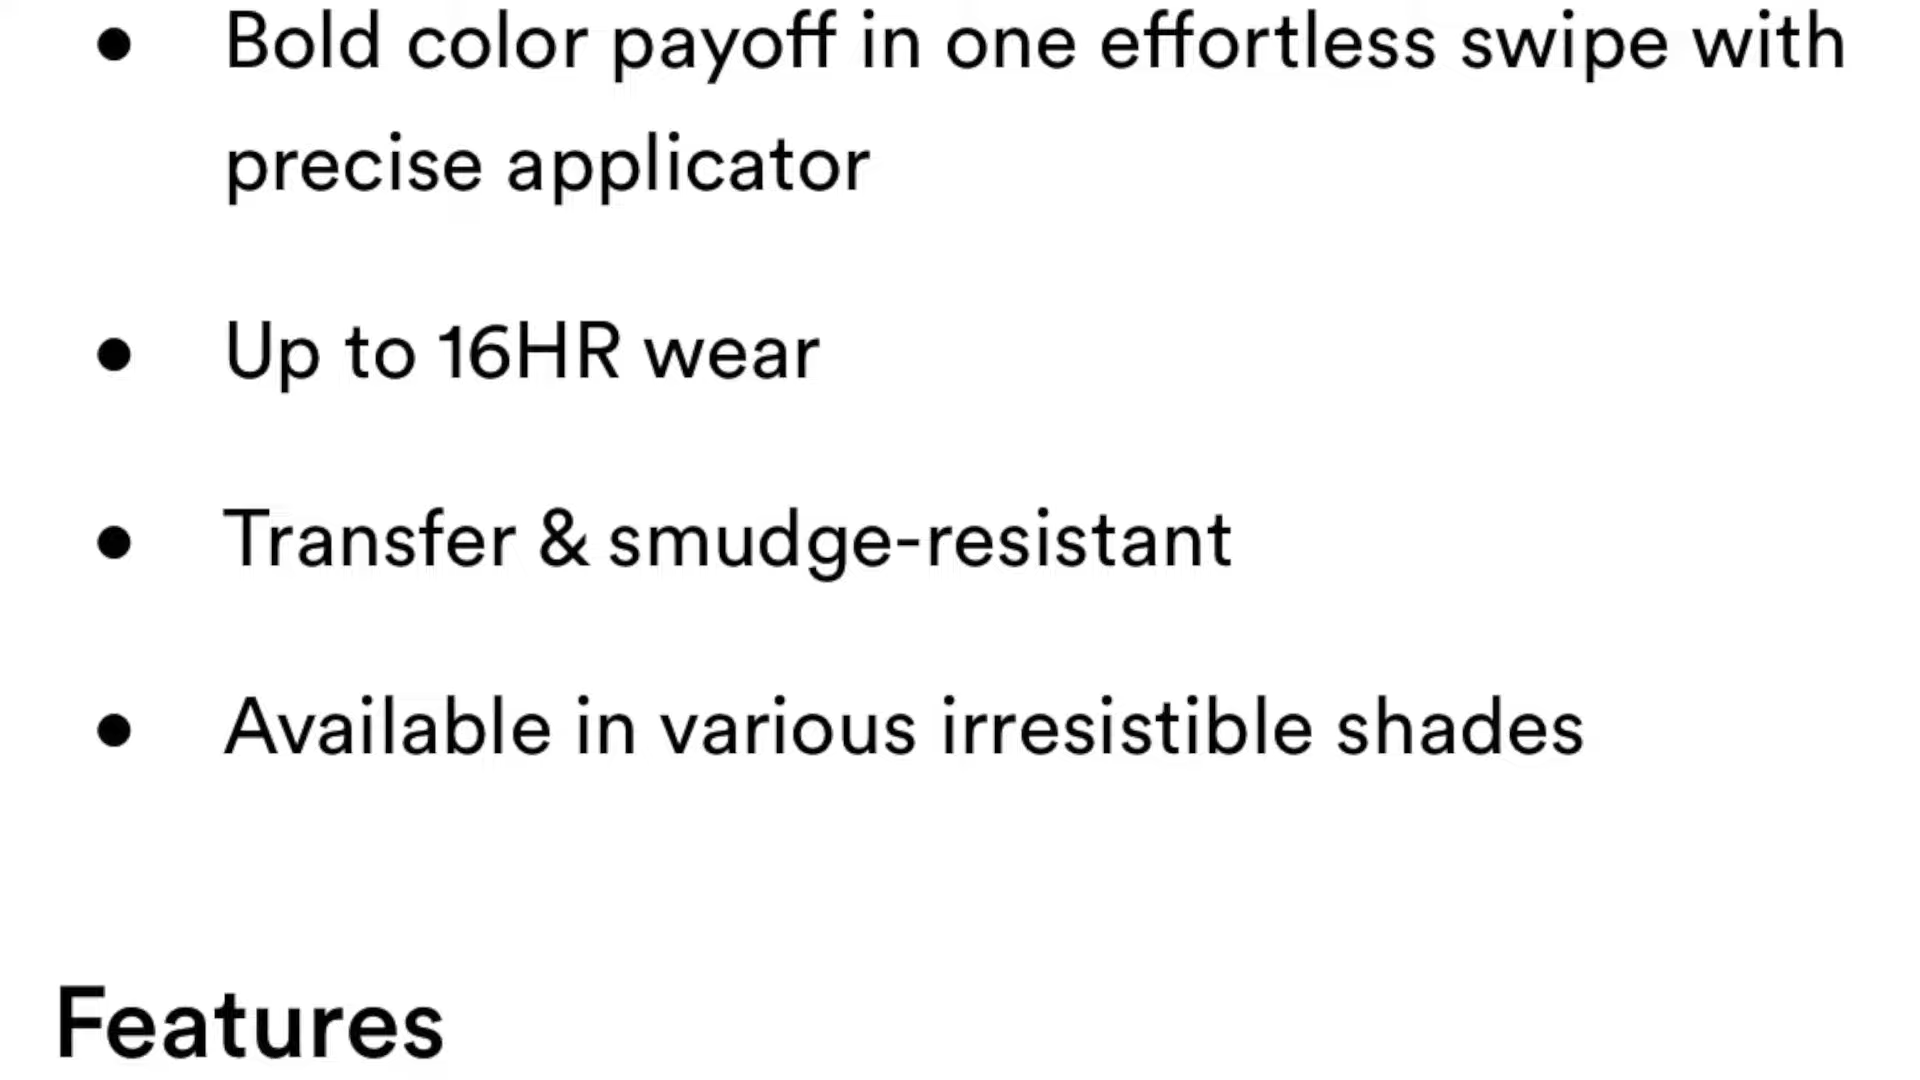 • Bold color payoff in one effortless swipe with
precise applicator
• Up to 16HR wear
• Transfer & smudge-resistant
• Available in various irresistible shades
Features